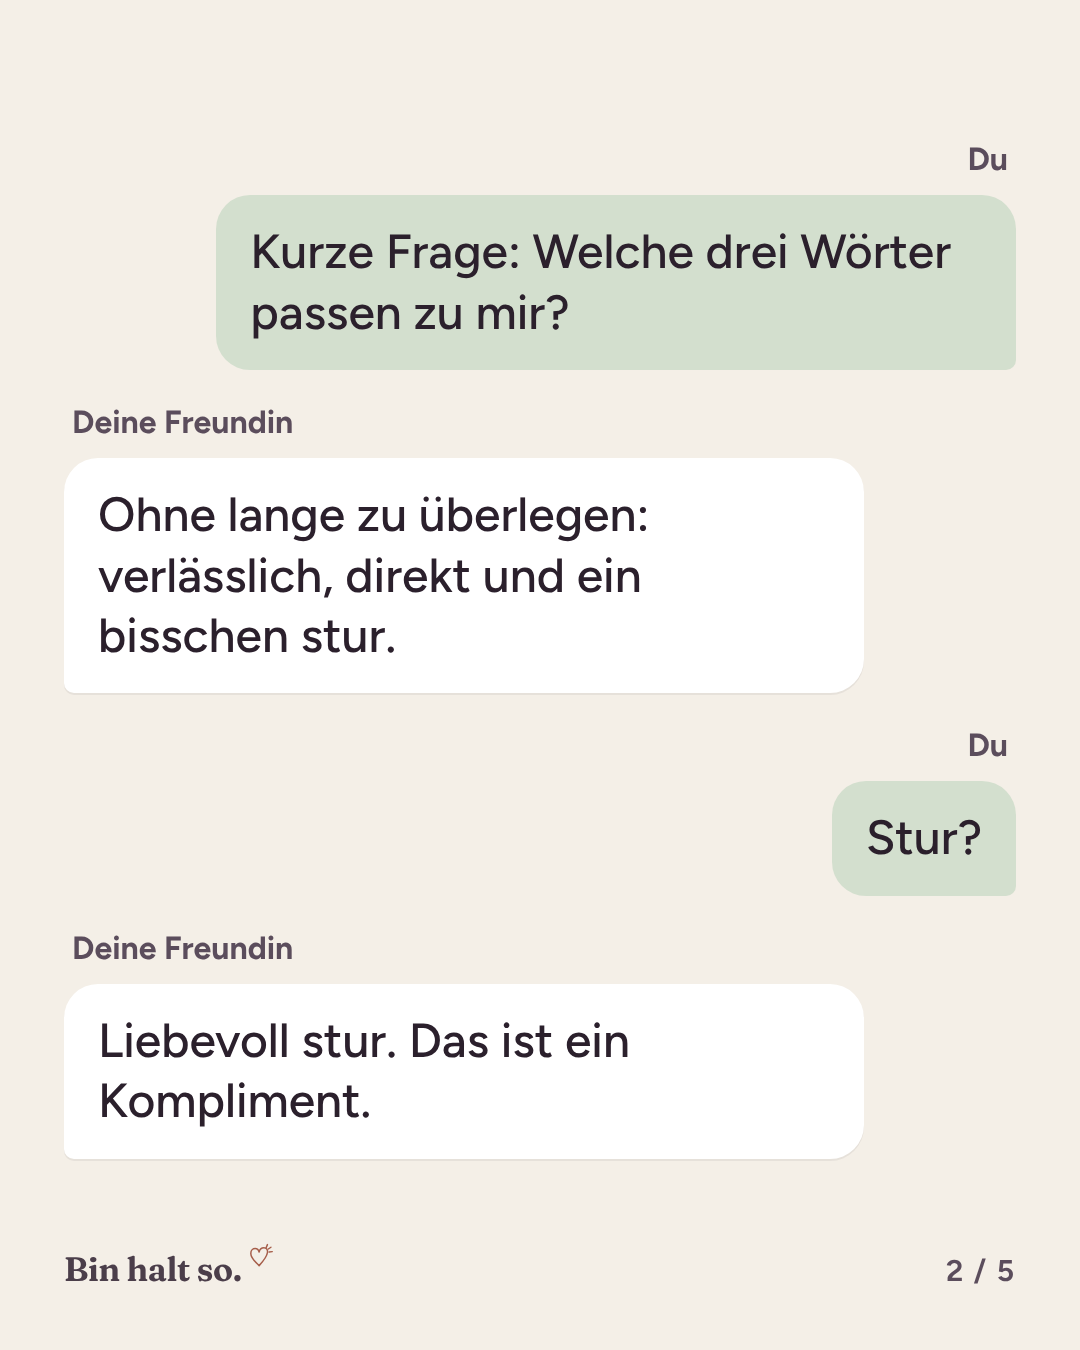 Du
Kurze Frage: Welche drei Wörter
passen zu mir?
Deine Freundin
Ohne lange zu überlegen:
verlässlich, direkt und ein
bisschen stur.
Du
Stur?
Deine Freundin
Liebevoll stur. Das ist ein
Kompliment.
Bin halt so.
2 / 5